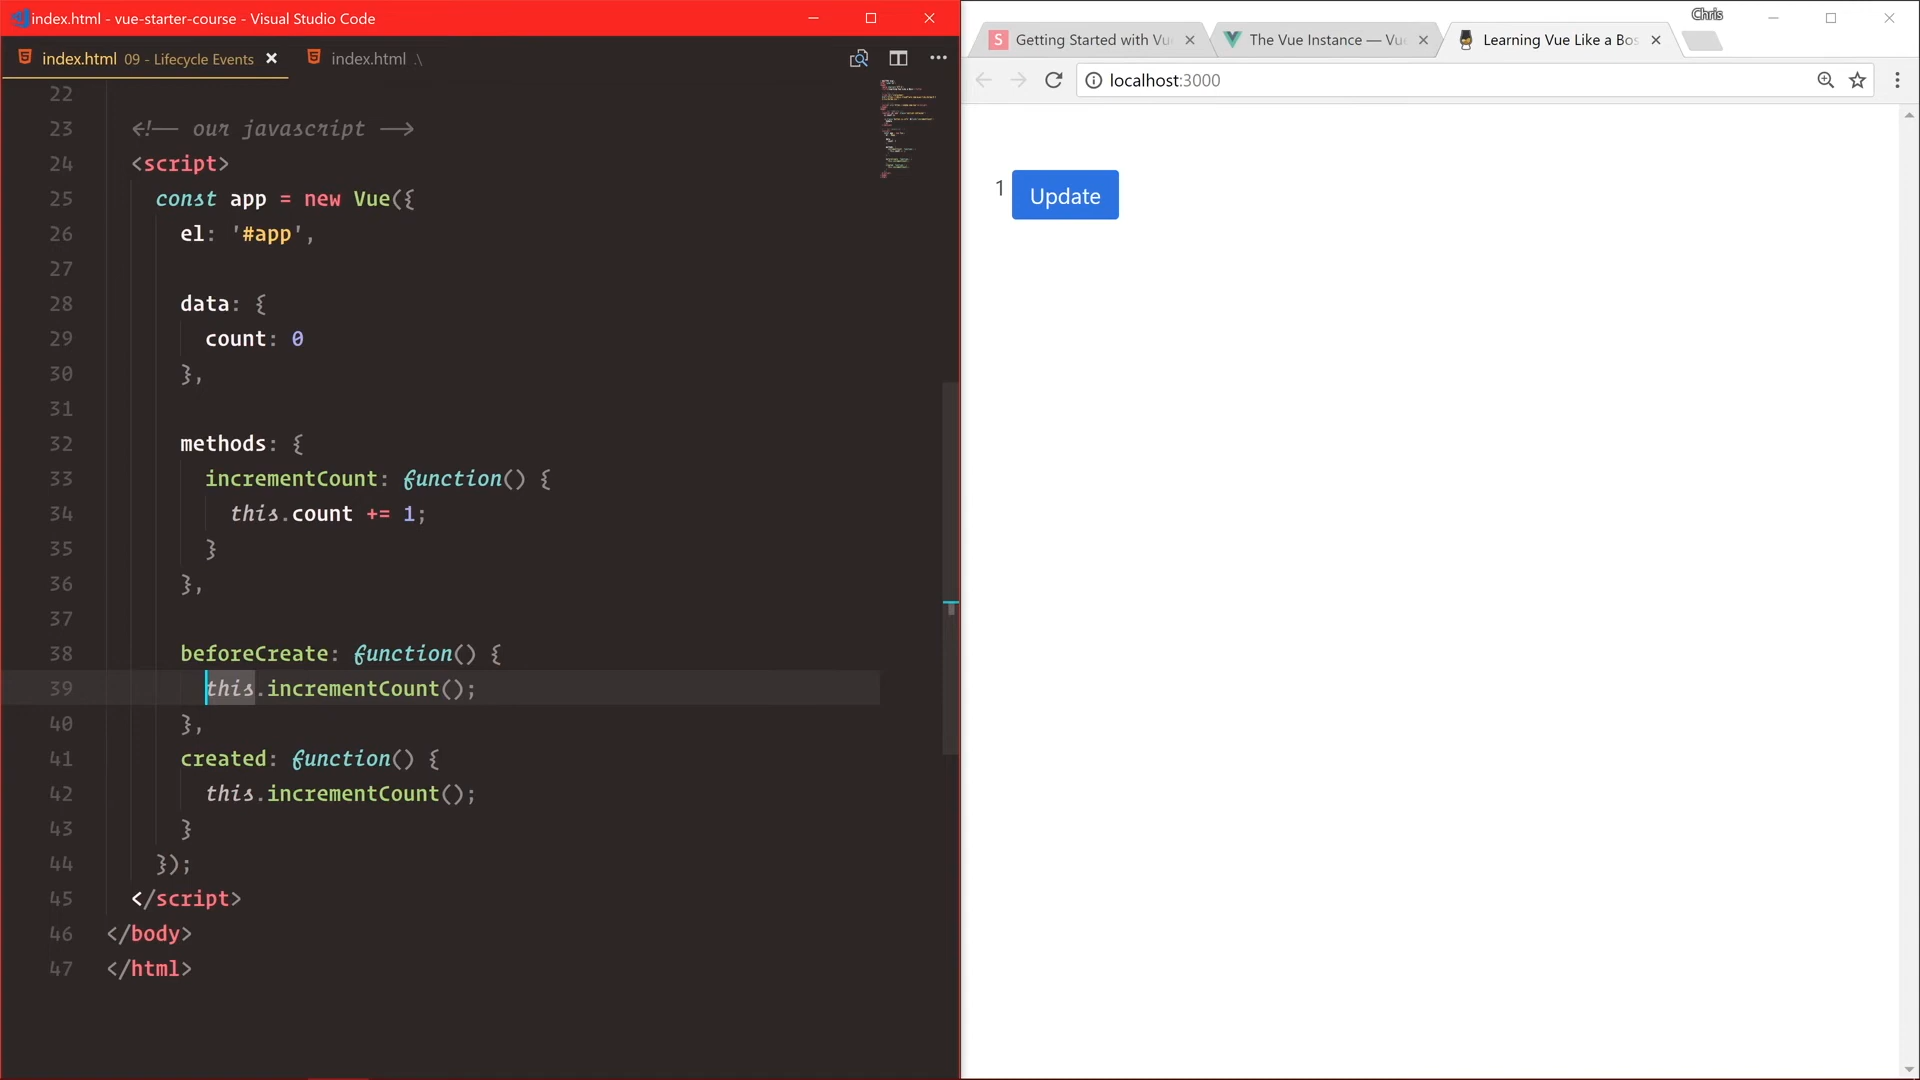 index.html - vue-starter-course - Visual Studio Code
index.html 09 - Lifecycle Events
index.html .\
22
23 <!-- our javascript -->
24 <script>
25 const app = new Vue({
26 el: '#app',
27
28 data: {
29 count: 0
30 },
31
32 methods: {
33 incrementCount: function() {
34 this.count += 1;
35 }
36 },
37
38 beforeCreate: function() {
39 this.incrementCount();
40 },
41 created: function() {
42 this.incrementCount();
43 }
44 });
45 </script>
46 </body>
47 </html>
Chris
S Getting Started with Vu
The Vue Instance — Vue
Learning Vue Like a Bos
localhost:3000
1 Update